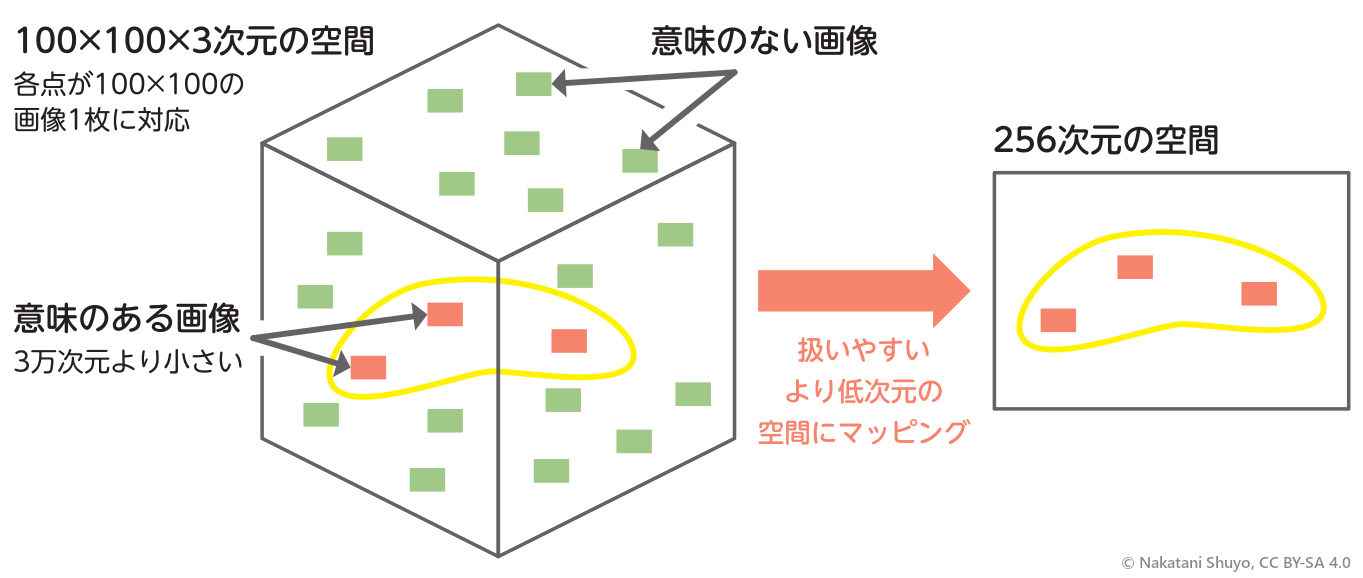 100×100×3次元の空間
各点が100×100の
画像1枚に対応
意味のない画像
意味のある画像
3万次元より小さい
扱いやすい
より低次元の
空間にマッピング
256次元の空間
© Nakatani Shuyo, CC BY-SA 4.0